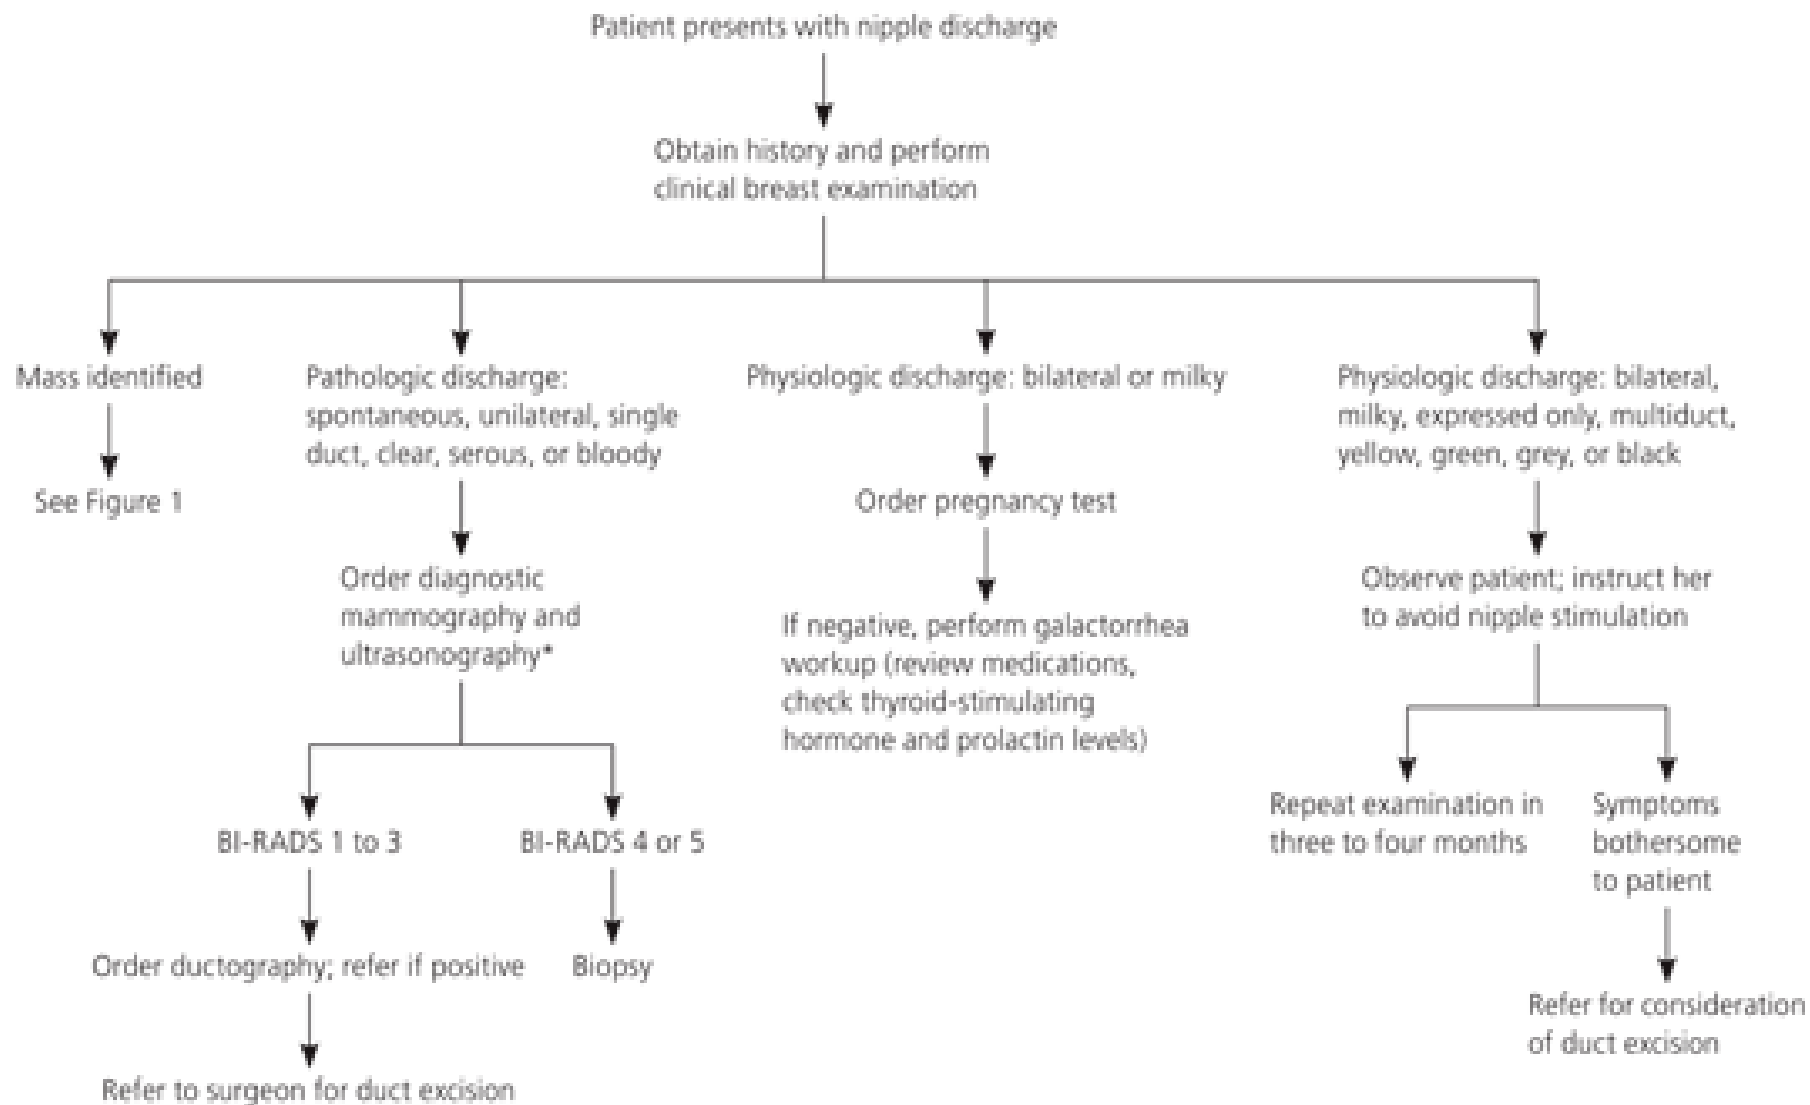 Patient presents with nipple discharge
Obtain history and perform
clinical breast examination
Mass identified
See Figure 1
Pathologic discharge:
spontaneous, unilateral, single
duct, clear, serous, or bloody
Order diagnostic
mammography and
ultrasonography*
BI-RADS 1 to 3
Order ductography; refer if positive
Refer to surgeon for duct excision
BI-RADS 4 or 5
Biopsy
Physiologic discharge: bilateral or milky
Order pregnancy test
If negative, perform galactorrhea
workup (review medications,
check thyroid-stimulating
hormone and prolactin levels)
Physiologic discharge: bilateral,
milky, expressed only, multiduct,
yellow, green, grey, or black
Observe patient; instruct her
to avoid nipple stimulation
Repeat examination in
three to four months
Symptoms
bothersome
to patient
Refer for consideration
of duct excision